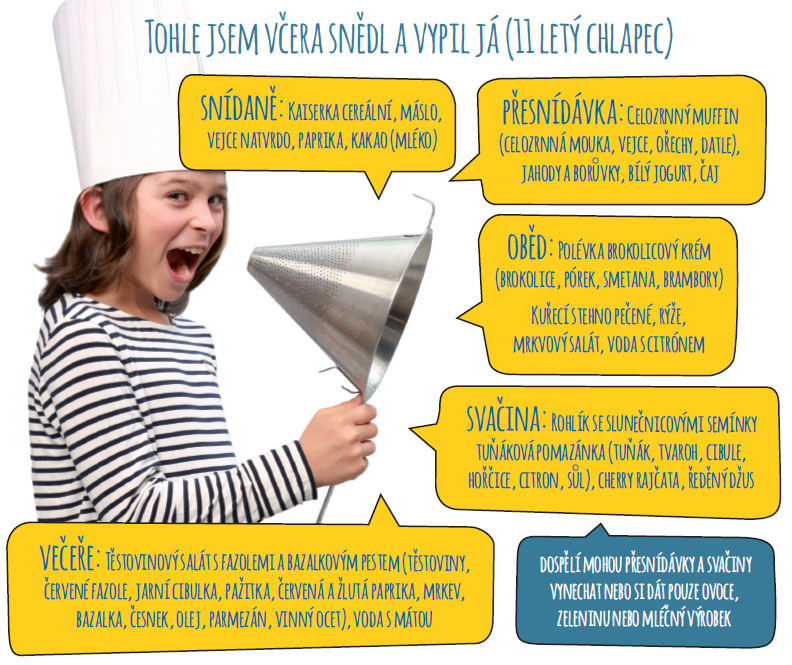 Tohle jsem včera snědl a vypil já (11 letý chlapec)
SNÍDANĚ: Kaiserka cereální, máslo,
vejce natvrdo, paprika, kakao (mléko)
PŘESNÍDÁVKA: Celozrnný muffin
(celozrnná mouka, vejce, ořechy, datle),
jahody a borůvky, bílý jogurt, čaj
OBĚD: Polévka brokolicový krém
(brokolice, pórek, smetana, brambory)
Kuřecí stehno pečené, rýže,
mrkvový salát, voda s citrónem
SVAČINA: Rohlík se slunečnicovými semínky
tuňáková pomazánka (tuňák, tvaroh, cibule,
hořčice, citron, sůl), cherry rajčata, ředěný džus
VEČEŘE: Těstovinový salát s fazolemi a bazalkovým pestem (těstoviny,
červené fazole, jarní cibulka, pažitka, červená a žlutá paprika, mrkev,
bazalka, česnek, olej, parmezán, vinný ocet), voda s mátou
DOSPĚLÍ MOHOU PŘESNÍDÁVKY A SVAČINY
VYNECHAT NEBO SI DÁT POUZE OVOCE,
ZELENINU NEBO MLÉČNÝ VÝROBEK